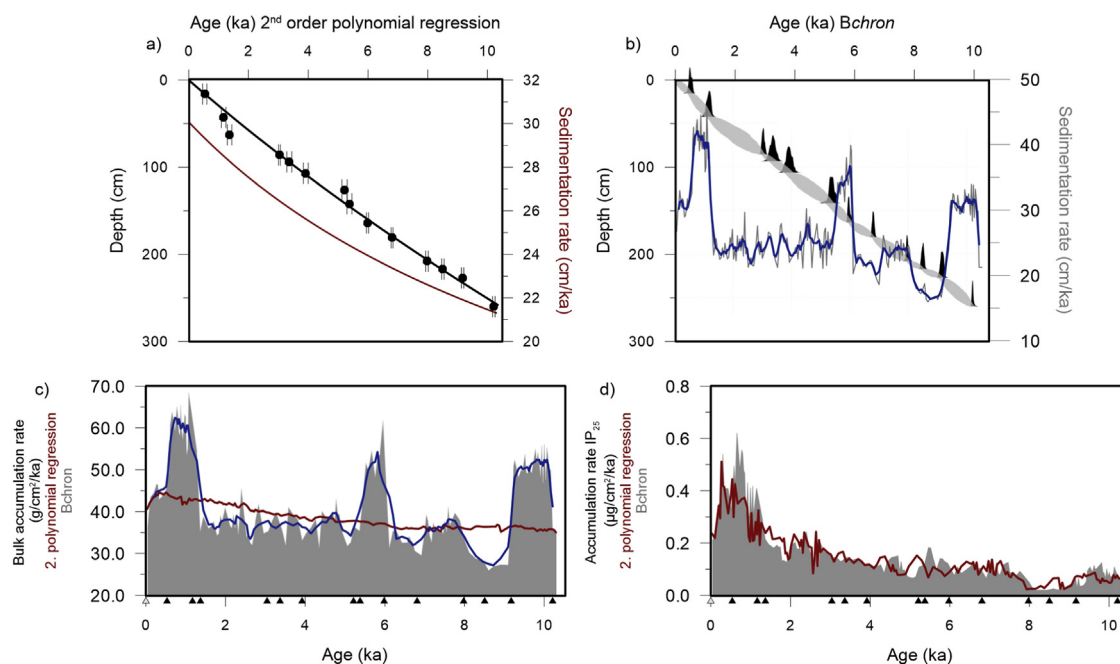 Age (ka) 2nd order polynomial regression
a)
0 2 4 6 8 10
0
100
200
300
Depth (cm)
32
30
28
26
24
22
20
Sedimentation rate (cm/ka)
Age (ka) Bchron
b)
0 2 4 6 8 10
0
100
200
300
Depth (cm)
50
40
30
20
10
Sedimentation rate (cm/ka)
c)
70.0
60.0
50.0
40.0
30.0
20.0
Bulk accumulation rate
(g/cm2/ka)
2. polynomial regression
Bchron
0 2 4 6 8 10
Age (ka)
d)
0.8
0.6
0.4
0.2
0.0
Accumulation rate IP25
(µg/cm2/ka)
2. polynomial regression
Bchron
0 2 4 6 8 10
Age (ka)